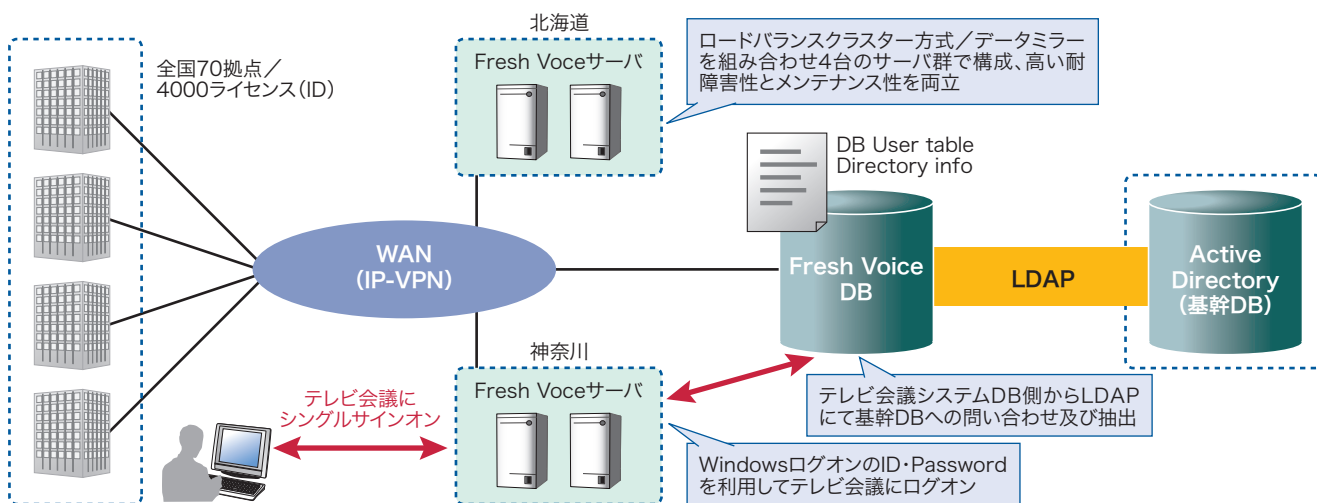 全国70拠点／
4000ライセンス（ID）
北海道
Fresh Voiceサーバ
ロードバランスクラスター方式／データミラー
を組み合わせ4台のサーバ群で構成、高い耐
障害性とメンテナンス性を両立
DB User table
Directory info
WAN
（IP-VPN）
Fresh Voice
DB
LDAP
Active
Directory
（基幹DB）
神奈川
Fresh Voiceサーバ
テレビ会議に
シングルサインオン
テレビ会議システムDB側からLDAP
にて基幹DBへの問い合わせ及び抽出
WindowsログオンのID・Password
を利用してテレビ会議にログオン